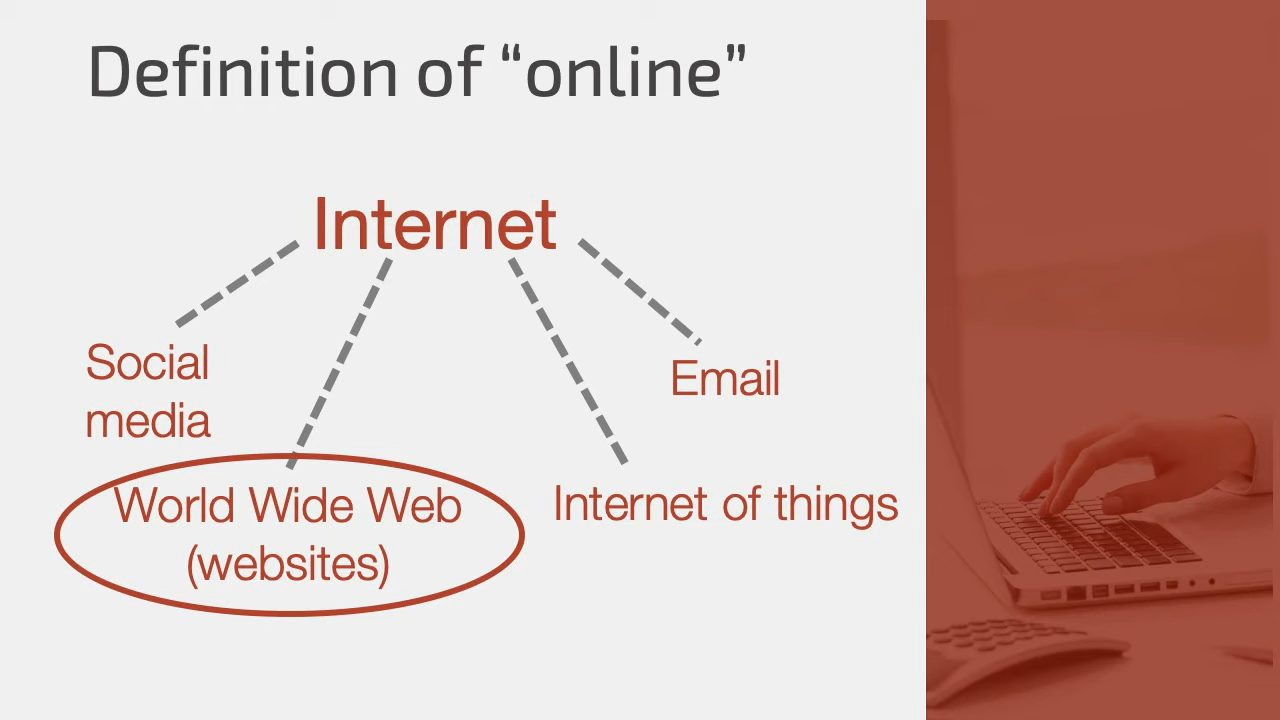 Definition of “online”
Internet
Social
media
Email
World Wide Web
(websites)
Internet of things